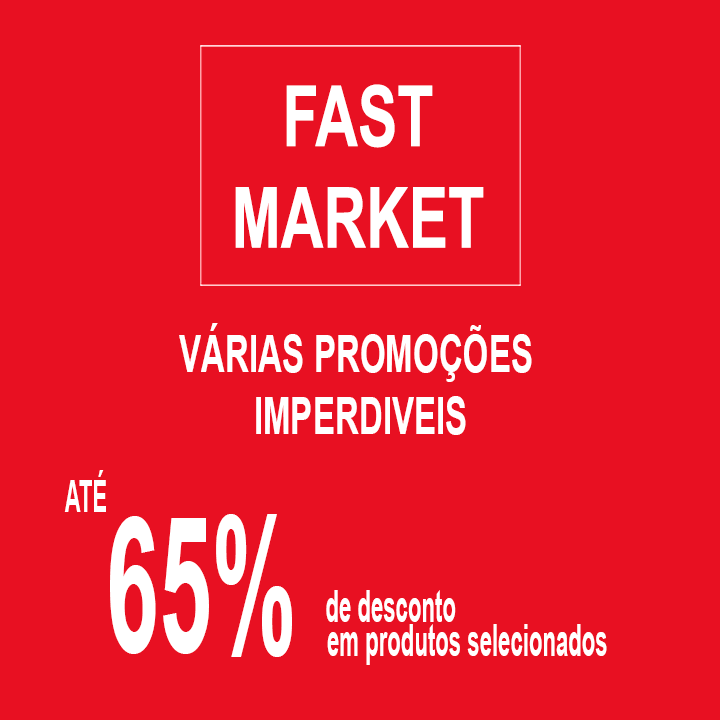 FAST
MARKET
VÁRIAS PROMOÇÕES
IMPERDIVEIS
ATÉ
65%
de desconto
em produtos selecionados